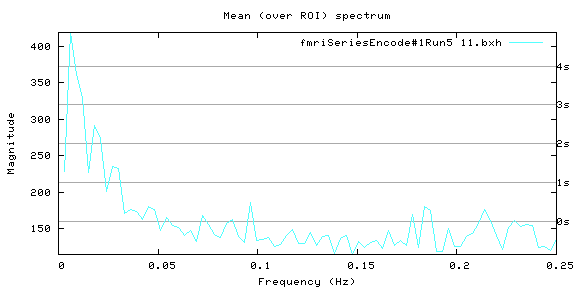 Mean (over ROI) spectrum
fmriSeriesEncode#1Run5 11.bxh
400
350
300
250
200
150
4s
3s
2s
1s
0s
Magnitude
0 0.05 0.1 0.15 0.2 0.25
Frequency (Hz)